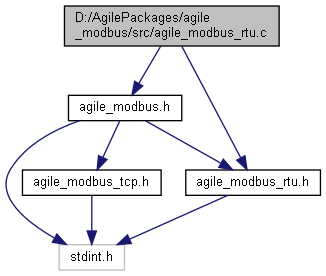 D:/AgilePackages/agile
_modbus/src/agile_modbus_rtu.c
agile_modbus.h
agile_modbus_tcp.h
agile_modbus_rtu.h
stdint.h